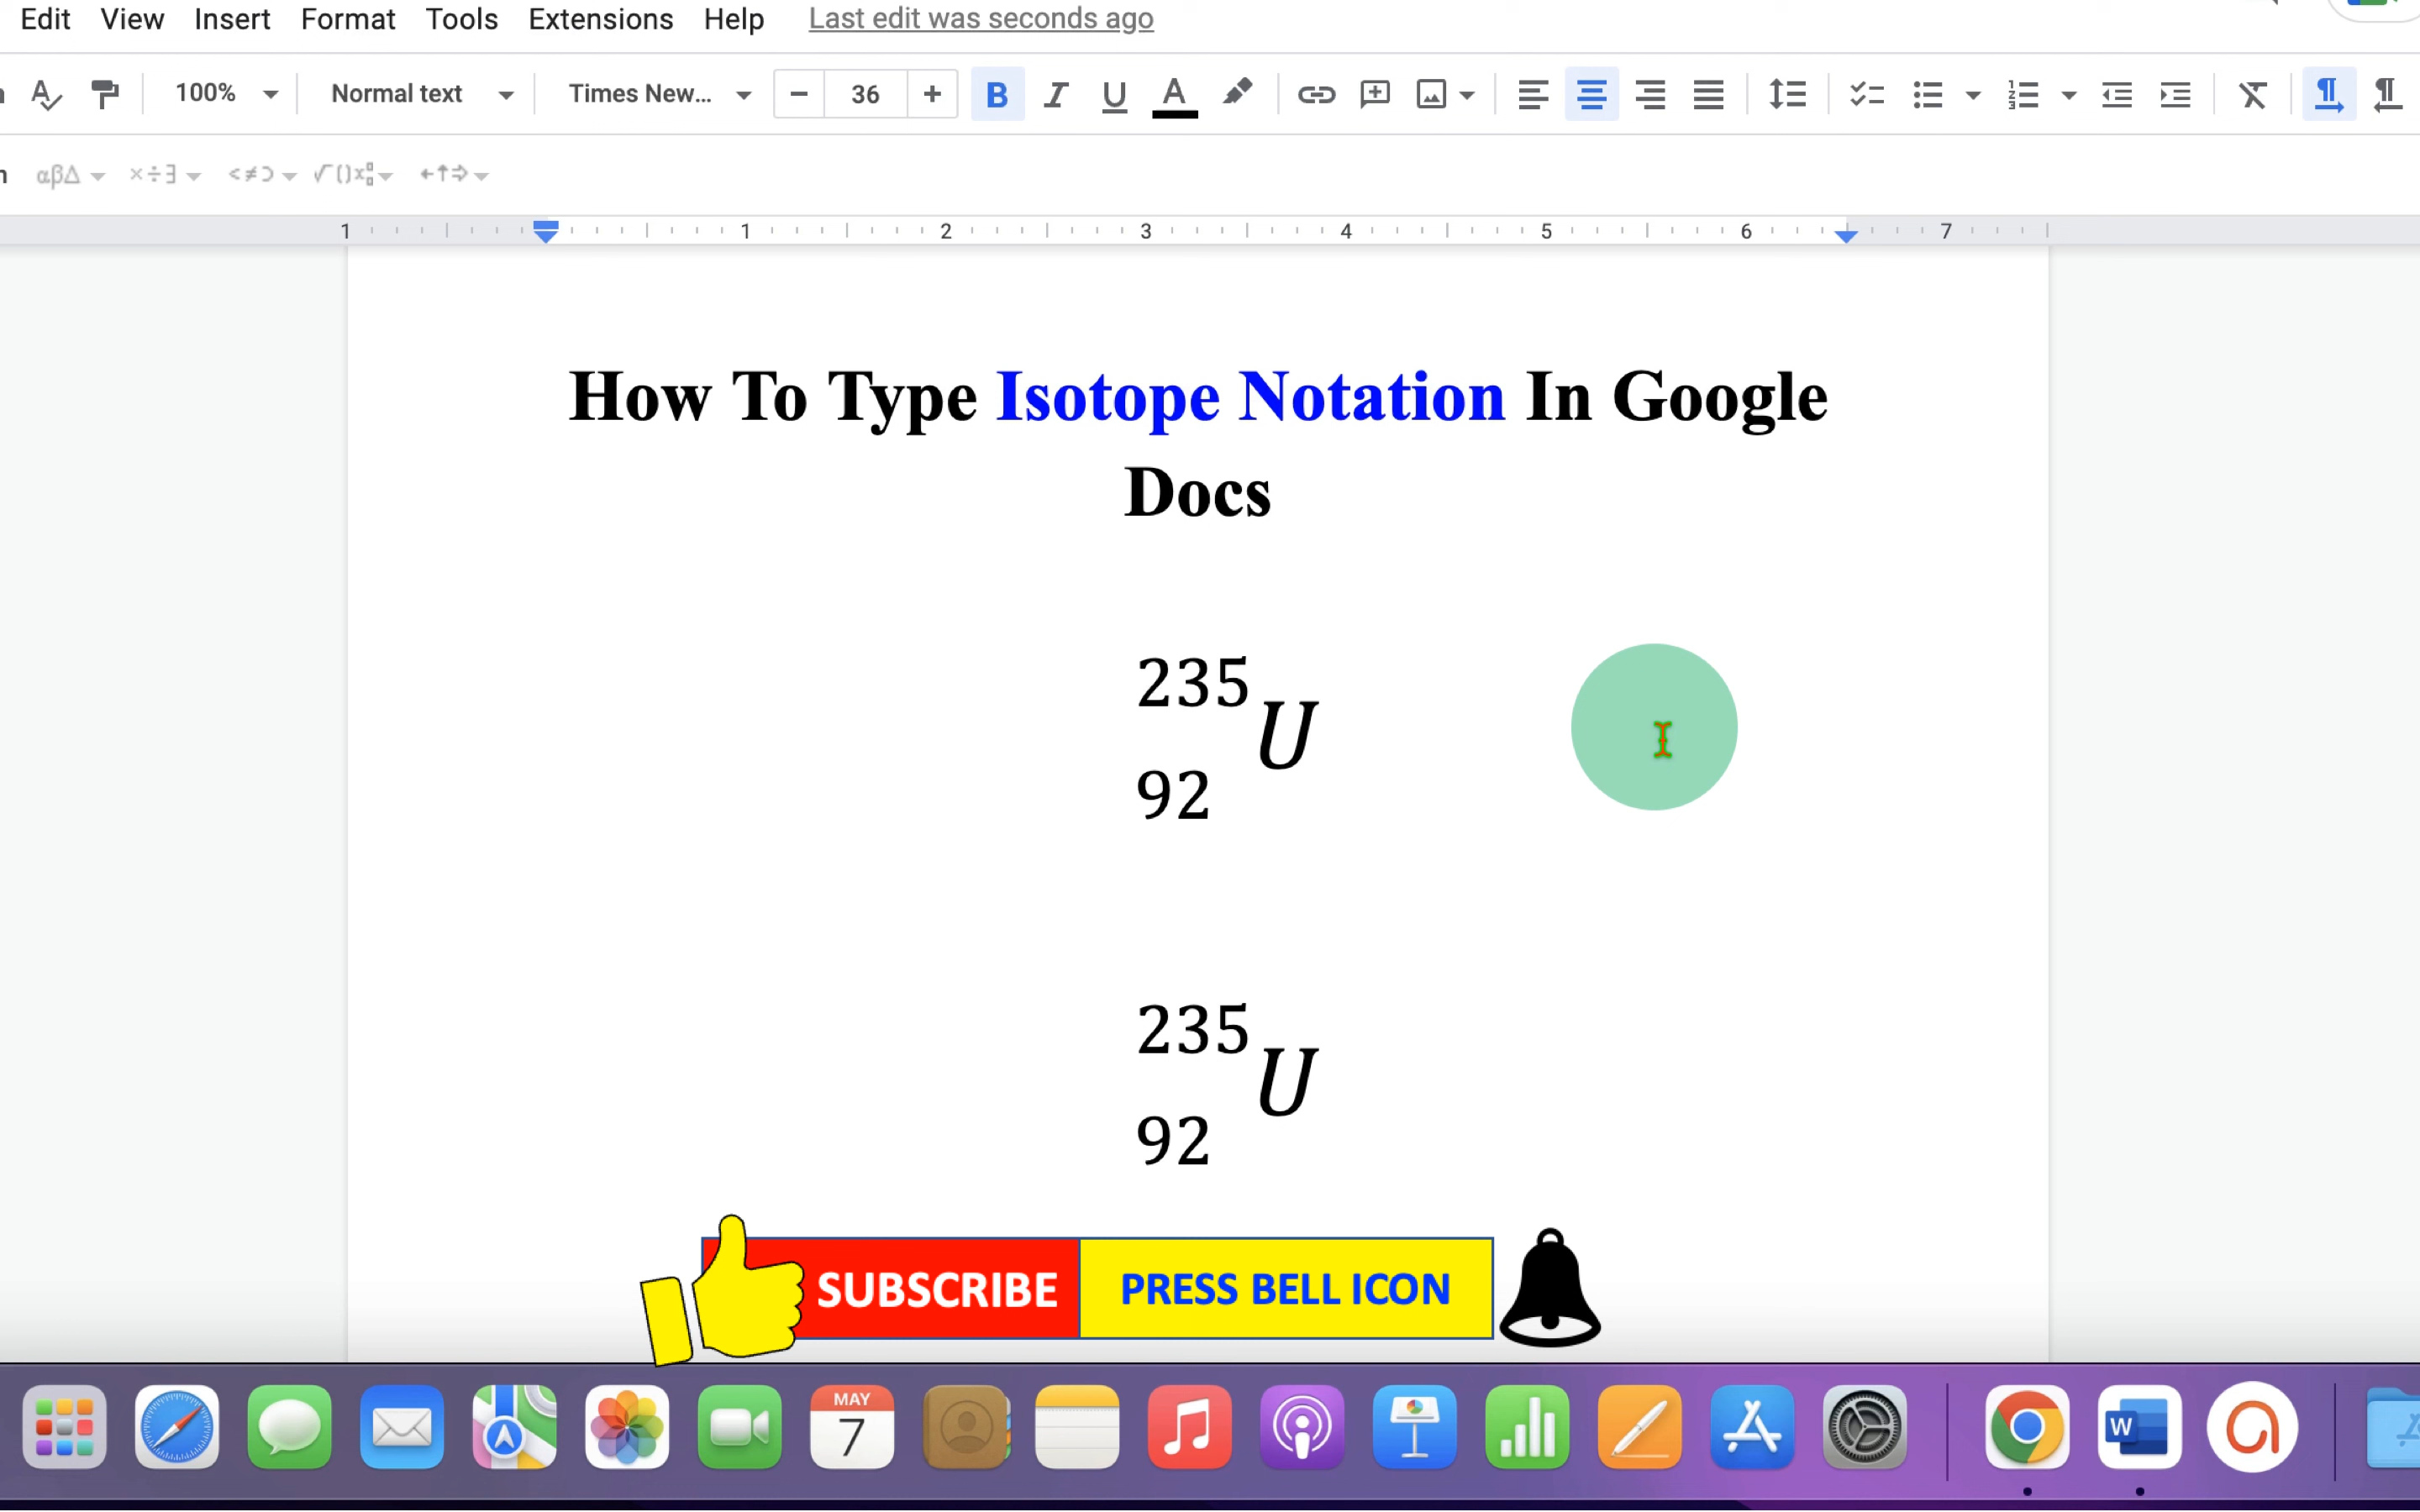 Edit View Insert Format Tools Extensions Help Last edit was seconds ago
100% Normal text Times New... 36 B I U A
αβΔ ×÷∃ <≠⊃ √()x ←↑⇒
1 1 2 3 4 5 6 7
How To Type Isotope Notation In Google
Docs
235
U
92
235
U
92
SUBSCRIBE PRESS BELL ICON
MAY
7
W